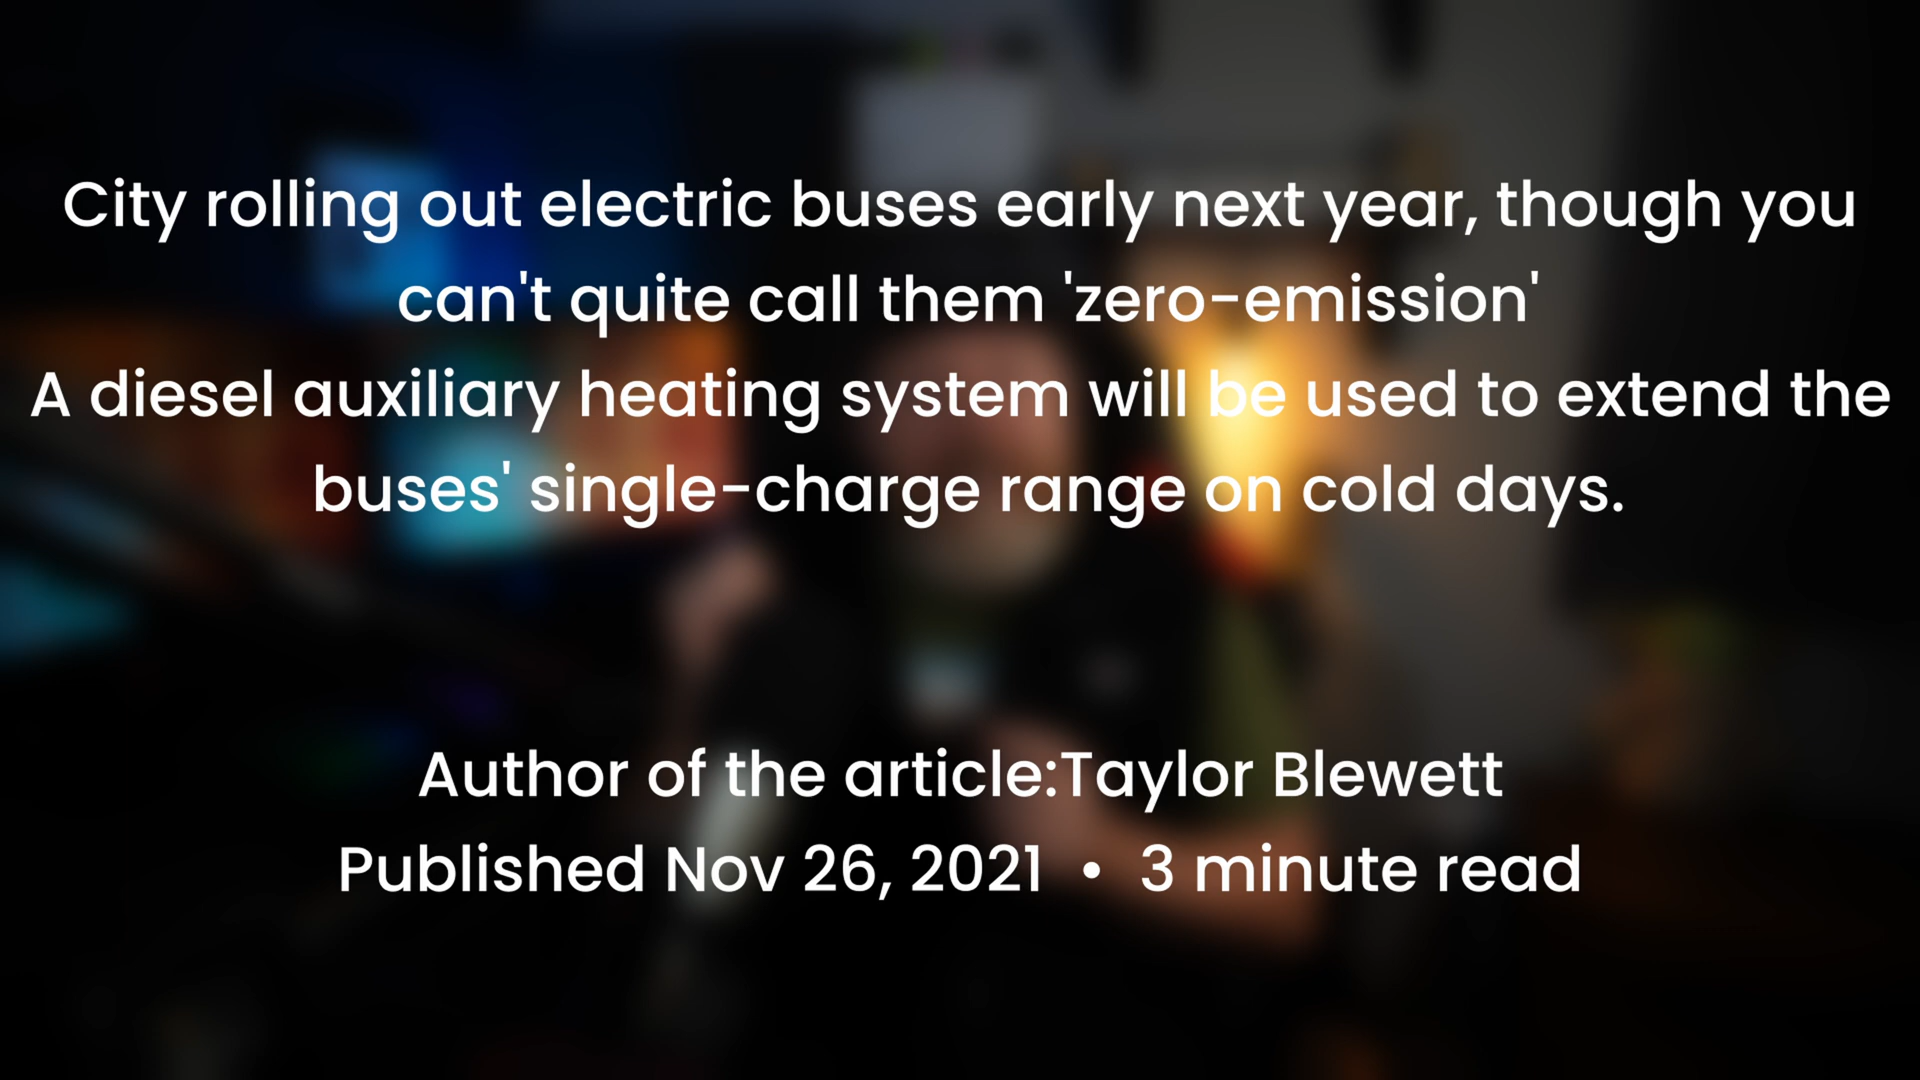 City rolling out electric buses early next year, though you
can't quite call them 'zero-emission'
A diesel auxiliary heating system will be used to extend the
buses' single-charge range on cold days.
Author of the article:Taylor Blewett
Published Nov 26, 2021 • 3 minute read